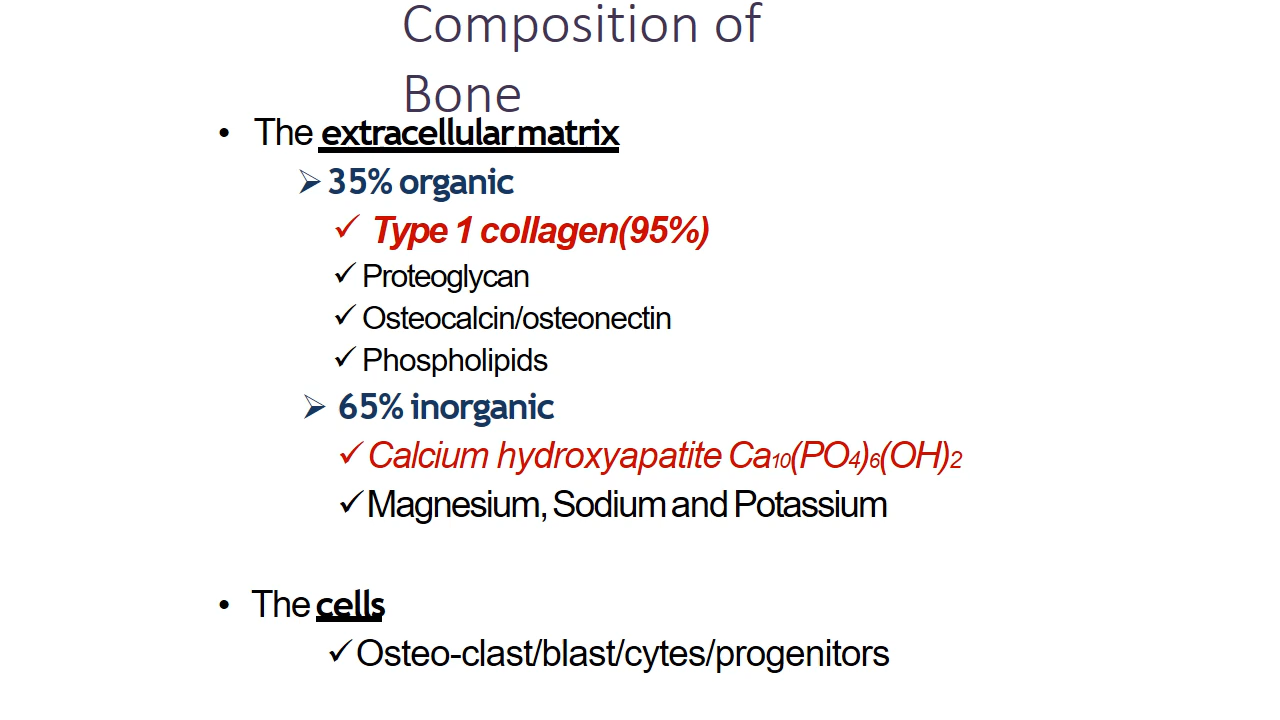 Composition of
Bone
• The extracellular matrix
➢ 35% organic
✓ Type 1 collagen(95%)
✓ Proteoglycan
✓ Osteocalcin/osteonectin
✓ Phospholipids
➢ 65% inorganic
✓ Calcium hydroxyapatite Ca10(PO4)6(OH)2
✓ Magnesium, Sodium and Potassium
• The cells
✓ Osteo-clast/blast/cytes/progenitors